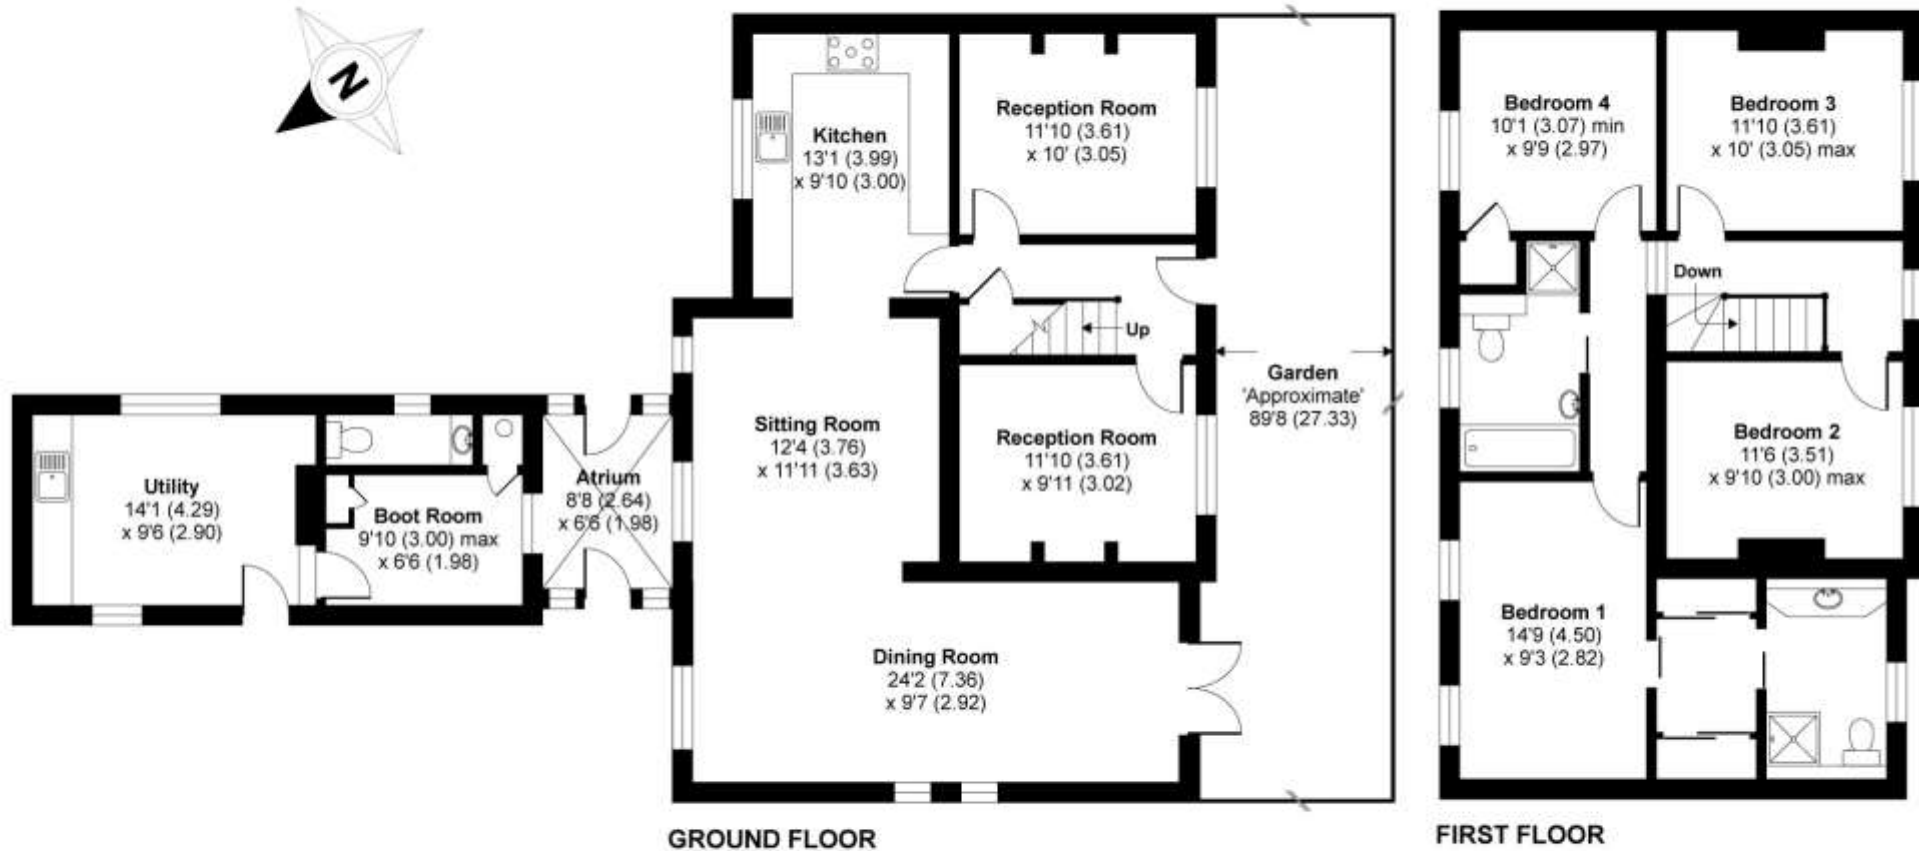 N
Kitchen
13'1 (3.99)
x 9'10 (3.00)
Reception Room
11'10 (3.61)
x 10' (3.05)
Up
Sitting Room
12'4 (3.76)
x 11'11 (3.63)
Reception Room
11'10 (3.61)
x 9'11 (3.02)
Garden
'Approximate'
89'8 (27.33)
Utility
14'1 (4.29)
x 9'6 (2.90)
Boot Room
9'10 (3.00) max
x 6'6 (1.98)
Atrium
8'8 (2.64)
x 6'6 (1.98)
Dining Room
24'2 (7.36)
x 9'7 (2.92)
GROUND FLOOR
Bedroom 4
10'1 (3.07) min
x 9'9 (2.97)
Bedroom 3
11'10 (3.61)
x 10' (3.05) max
Down
Bedroom 2
11'6 (3.51)
x 9'10 (3.00) max
Bedroom 1
14'9 (4.50)
x 9'3 (2.82)
FIRST FLOOR